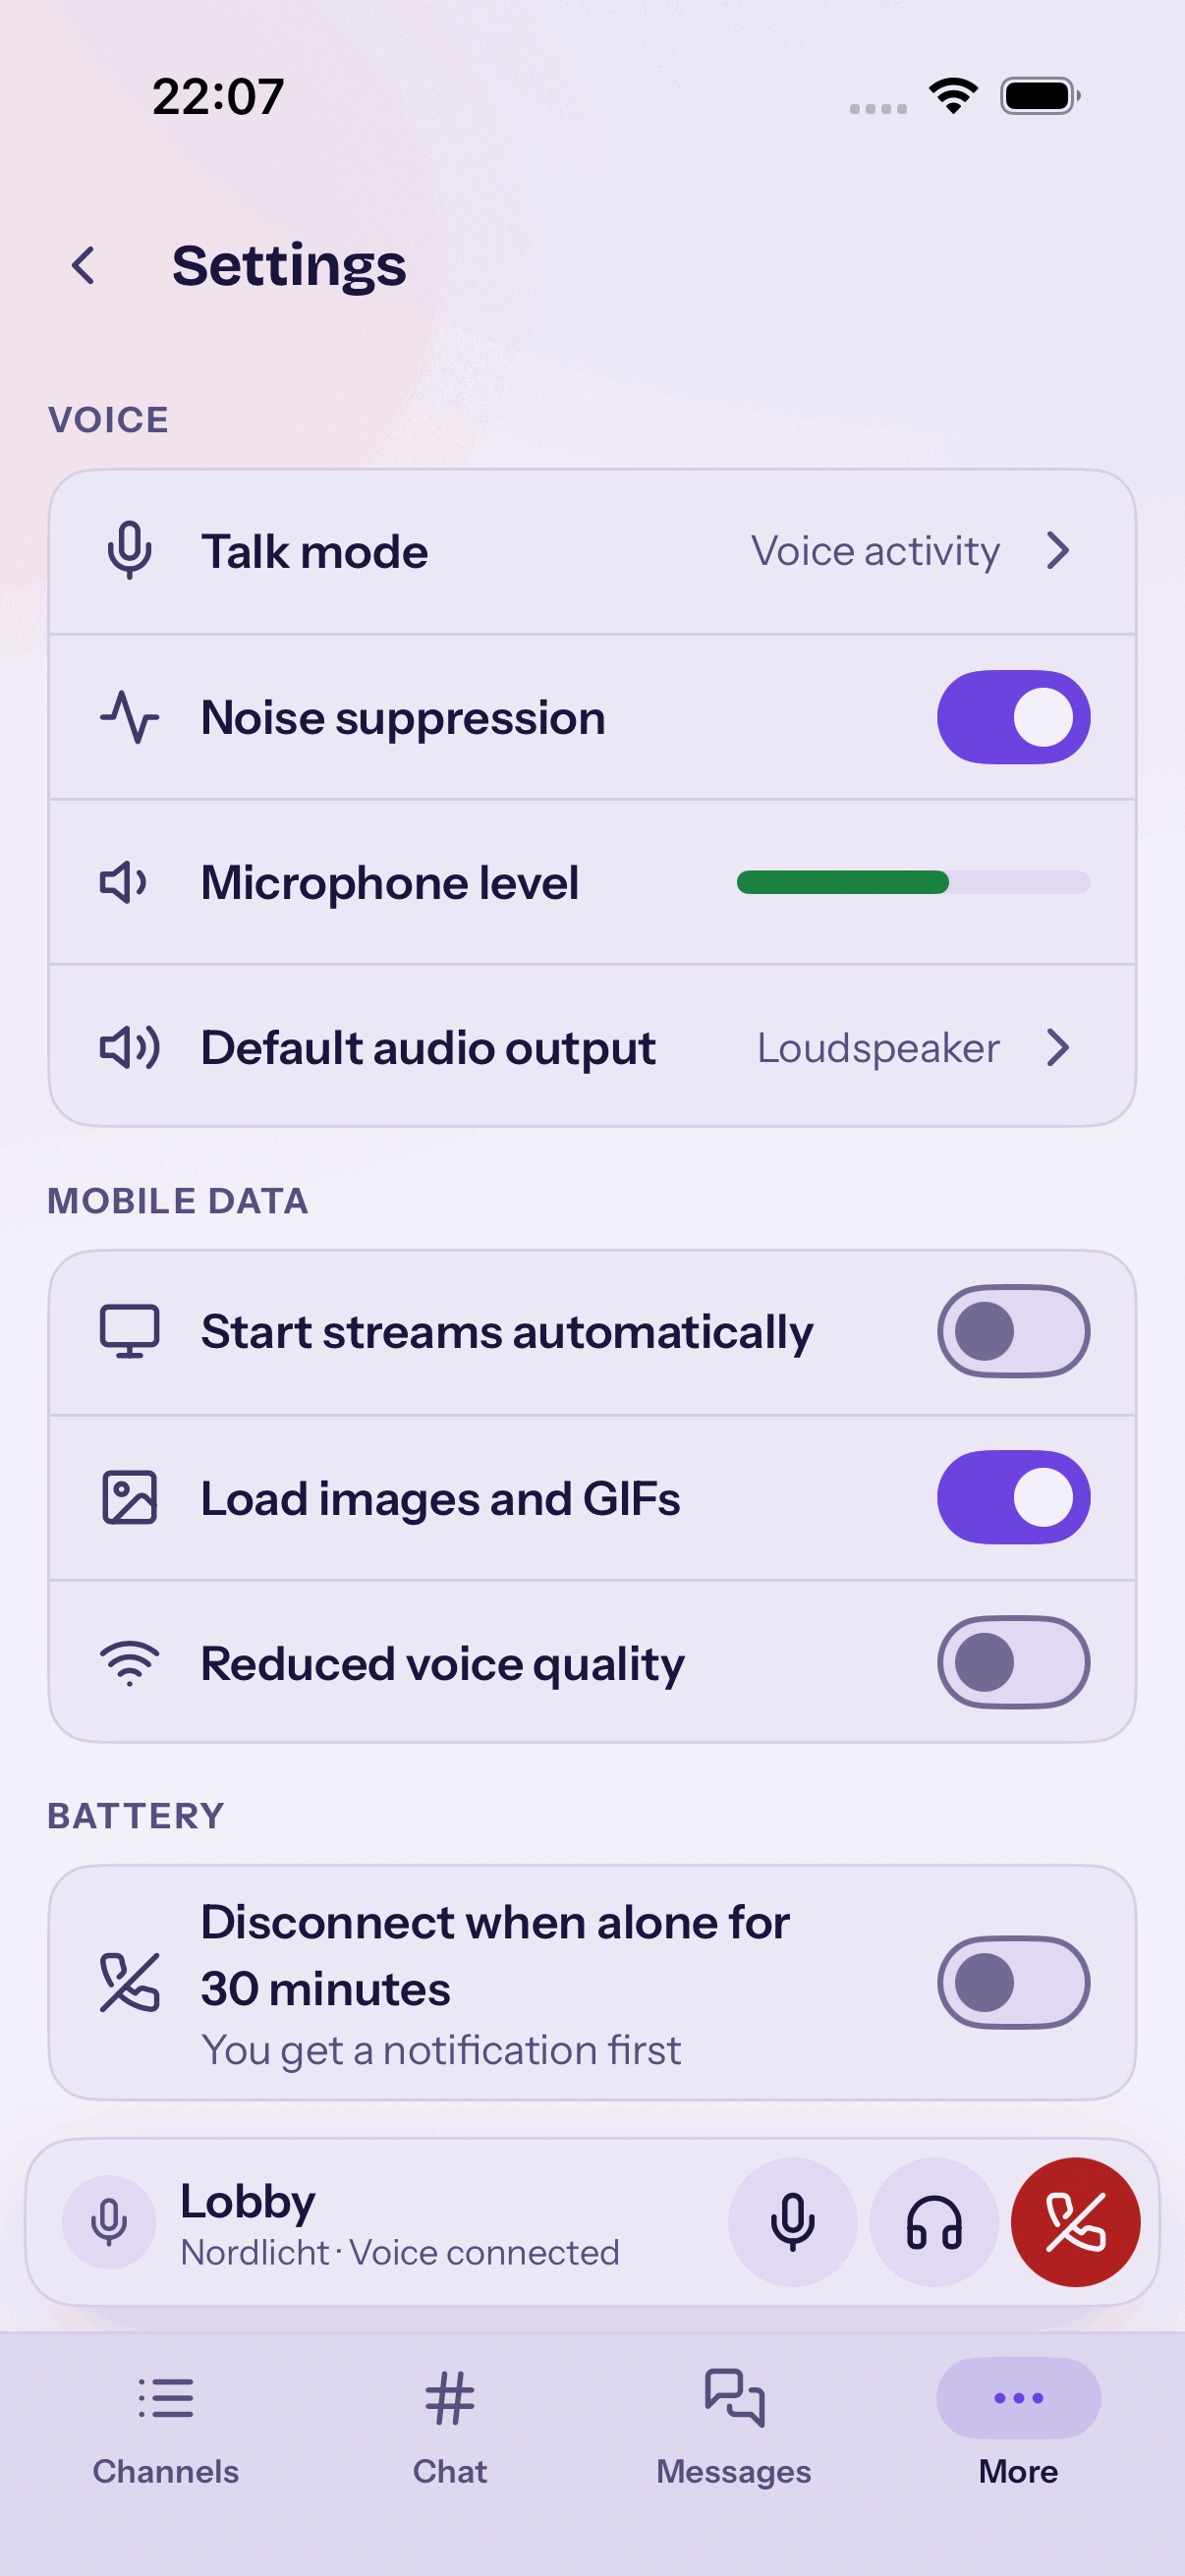 22:07
Settings
VOICE
Talk mode
Voice activity
Noise suppression
Microphone level
Default audio output
Loudspeaker
MOBILE DATA
Start streams automatically
Load images and GIFs
Reduced voice quality
BATTERY
Disconnect when alone for
30 minutes
You get a notification first
Lobby
Nordlicht · Voice connected
Channels
Chat
Messages
More